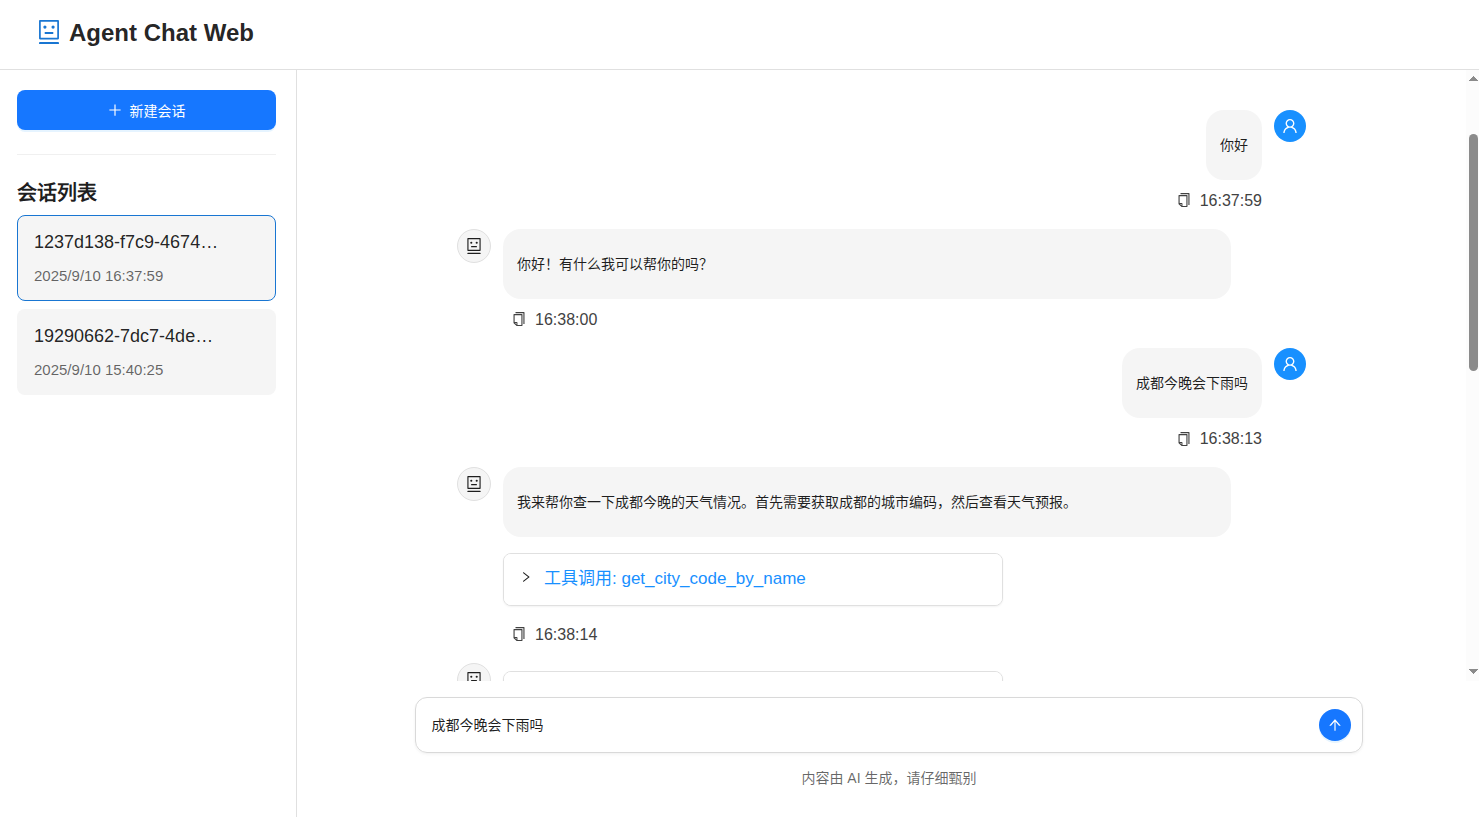 Agent Chat Web
新建会话
会话列表
1237d138-f7c9-4674...
2025/9/10 16:37:59
19290662-7dc7-4de...
2025/9/10 15:40:25
你好
16:37:59
你好！有什么我可以帮你的吗？
16:38:00
成都今晚会下雨吗
16:38:13
我来帮你查一下成都今晚的天气情况。首先需要获取成都的城市编码，然后查看天气预报。
工具调用: get_city_code_by_name
16:38:14
成都今晚会下雨吗
内容由 AI 生成，请仔细甄别